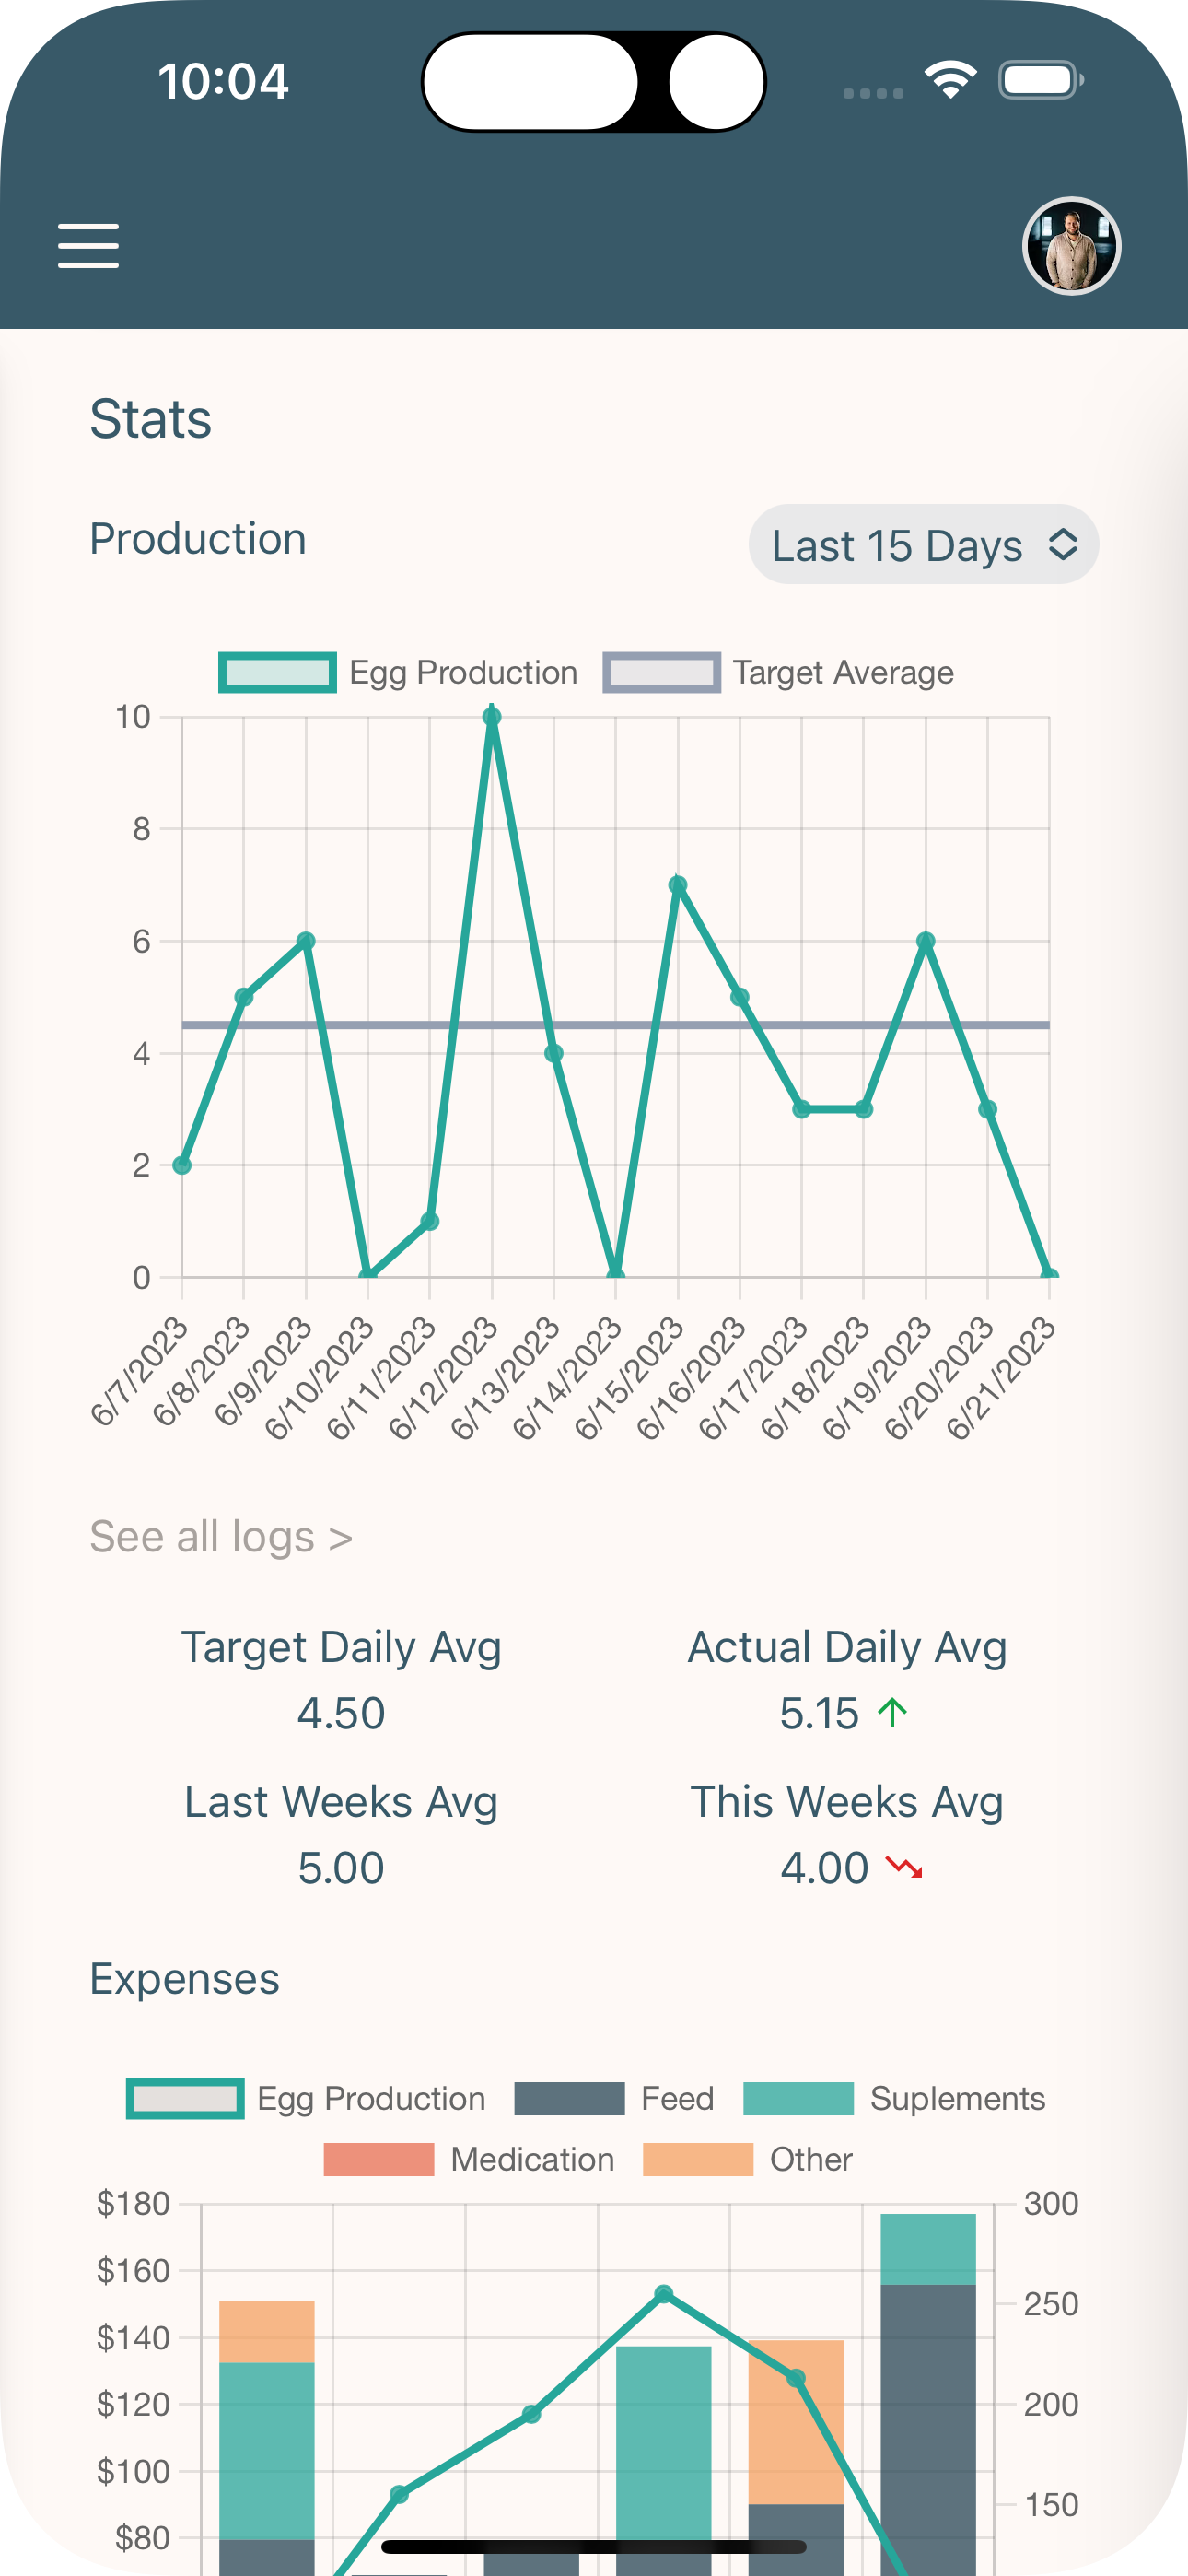 10:04
Stats
Production
Last 15 Days
Egg Production Target Average
10
8
6
4
2
0
6/7/2023 6/8/2023 6/9/2023 6/10/2023 6/11/2023 6/12/2023 6/13/2023 6/14/2023 6/15/2023 6/16/2023 6/17/2023 6/18/2023 6/19/2023 6/20/2023 6/21/2023
See all logs >
Target Daily Avg Actual Daily Avg
4.50 5.15
Last Weeks Avg This Weeks Avg
5.00 4.00
Expenses
Egg Production Feed Suplements
Medication Other
$180 300
$160
250
$140
$120 200
$100
150
$80